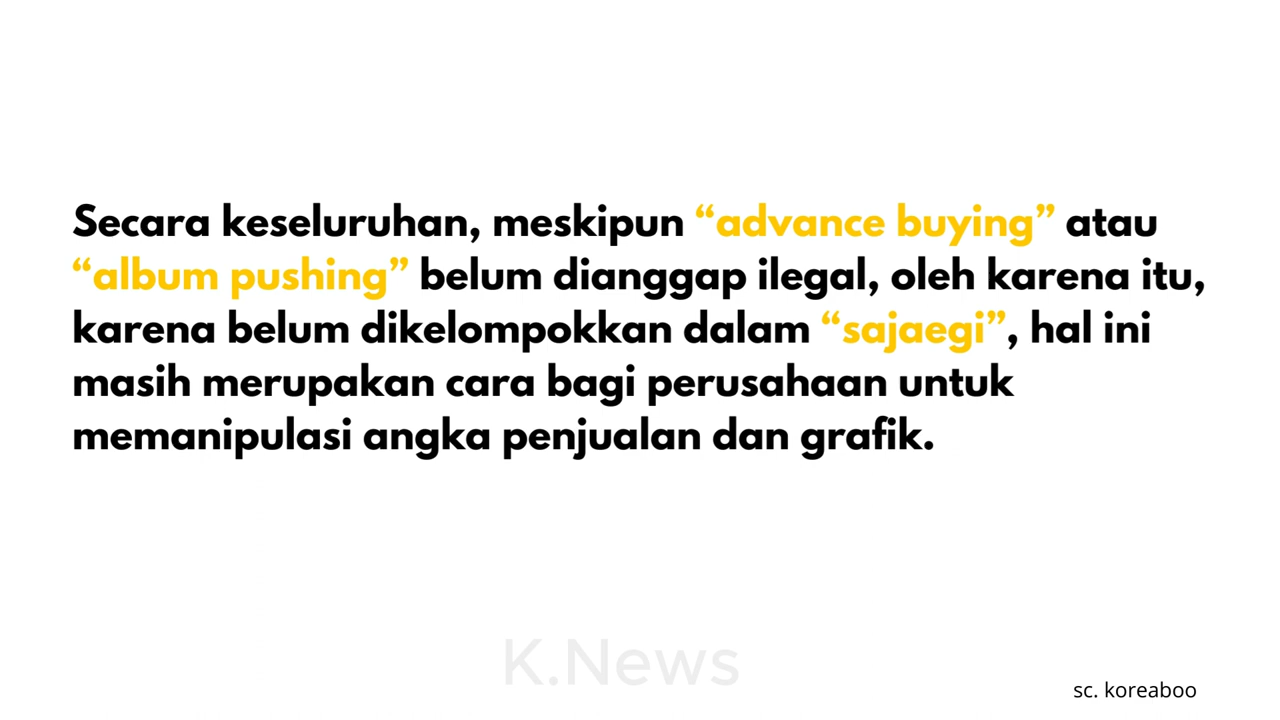 Secara keseluruhan, meskipun “advance buying” atau
“album pushing” belum dianggap ilegal, oleh karena itu,
karena belum dikelompokkan dalam “sajaegi”, hal ini
masih merupakan cara bagi perusahaan untuk
memanipulasi angka penjualan dan grafik.
K.News
sc. koreaboo